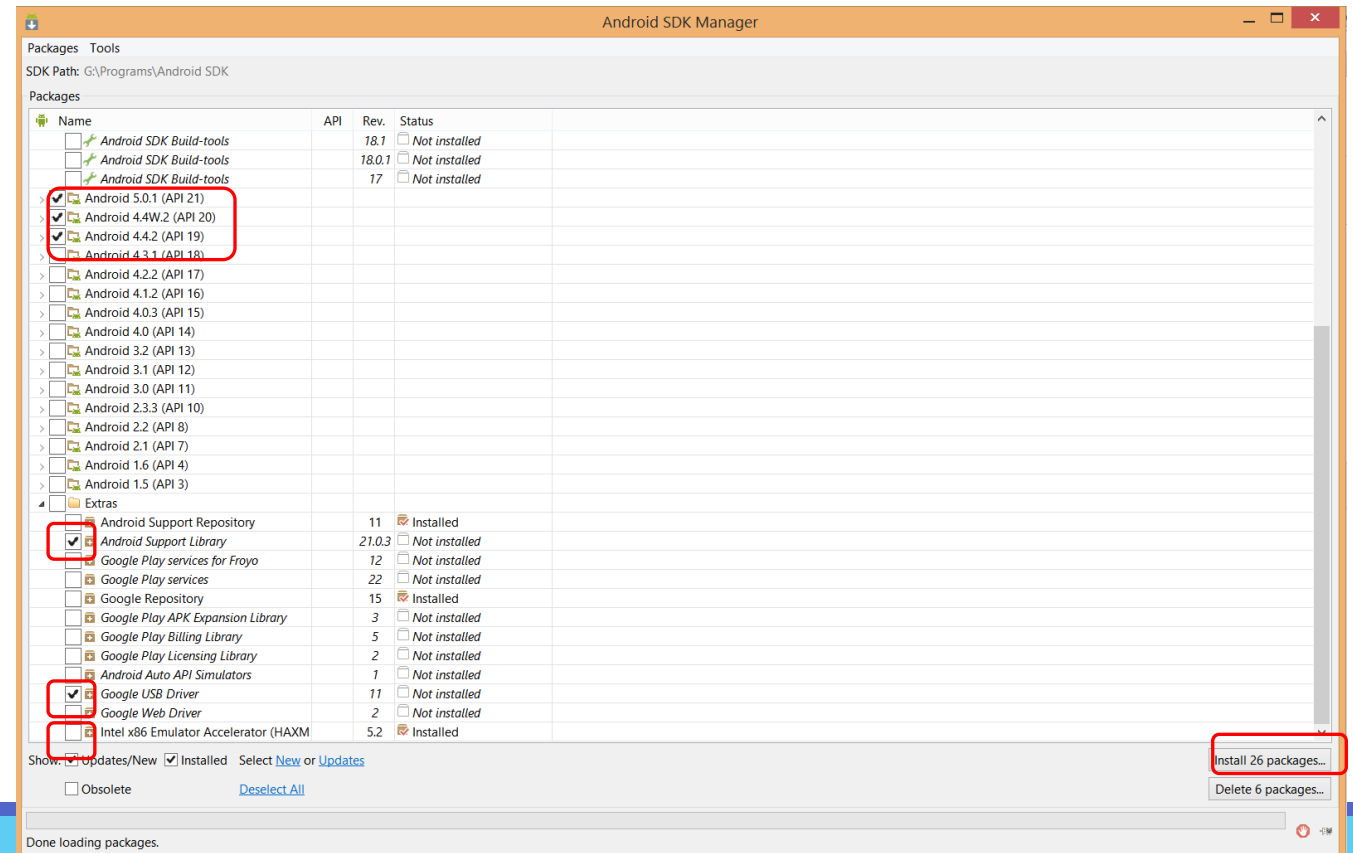 Android SDK Manager
Packages Tools
SDK Path: G:\Programs\Android SDK
Packages
Name API Rev. Status
Android SDK Build-tools 18.1 Not installed
Android SDK Build-tools 18.0.1 Not installed
Android SDK Build-tools 17 Not installed
Android 5.0.1 (API 21)
Android 4.4W.2 (API 20)
Android 4.4.2 (API 19)
Android 4.3.1 (API 18)
Android 4.2.2 (API 17)
Android 4.1.2 (API 16)
Android 4.0.3 (API 15)
Android 4.0 (API 14)
Android 3.2 (API 13)
Android 3.1 (API 12)
Android 3.0 (API 11)
Android 2.3.3 (API 10)
Android 2.2 (API 8)
Android 2.1 (API 7)
Android 1.6 (API 4)
Android 1.5 (API 3)
Extras
Android Support Repository 11 Installed
Android Support Library 21.0.3 Not installed
Google Play services for Froyo 12 Not installed
Google Play services 22 Not installed
Google Repository 15 Installed
Google Play APK Expansion Library 3 Not installed
Google Play Billing Library 5 Not installed
Google Play Licensing Library 2 Not installed
Android Auto API Simulators 1 Not installed
Google USB Driver 11 Not installed
Google Web Driver 2 Not installed
Intel x86 Emulator Accelerator (HAXM 5.2 Installed
Show: Updates/New Installed Select New or Updates Install 26 packages...
Obsolete Deselect All Delete 6 packages...
Done loading packages.